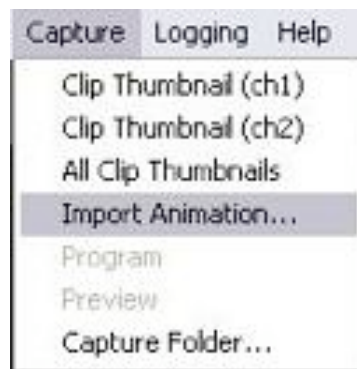 Capture Logging Help
Clip Thumbnail (ch1)
Clip Thumbnail (ch2)
All Clip Thumbnails
Import Animation...
Program
Preview
Capture Folder...